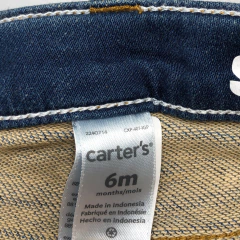 carter's
6m
months/mois
Made in Indonesia
Fabriqué en Indonésie
Hecho en Indonesia